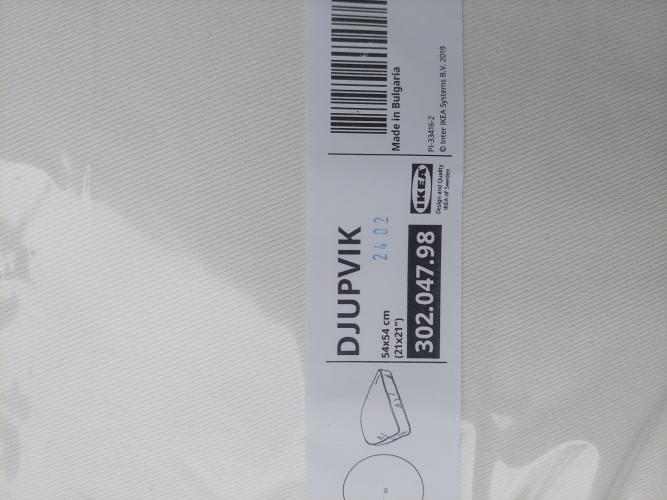 DJUPVIK
2402
54x54 cm
(21x21")
302.047.98
IKEA
Design and Quality
IKEA of Sweden
Made in Bulgaria
PI-33416-2
© Inter IKEA Systems B.V. 2019